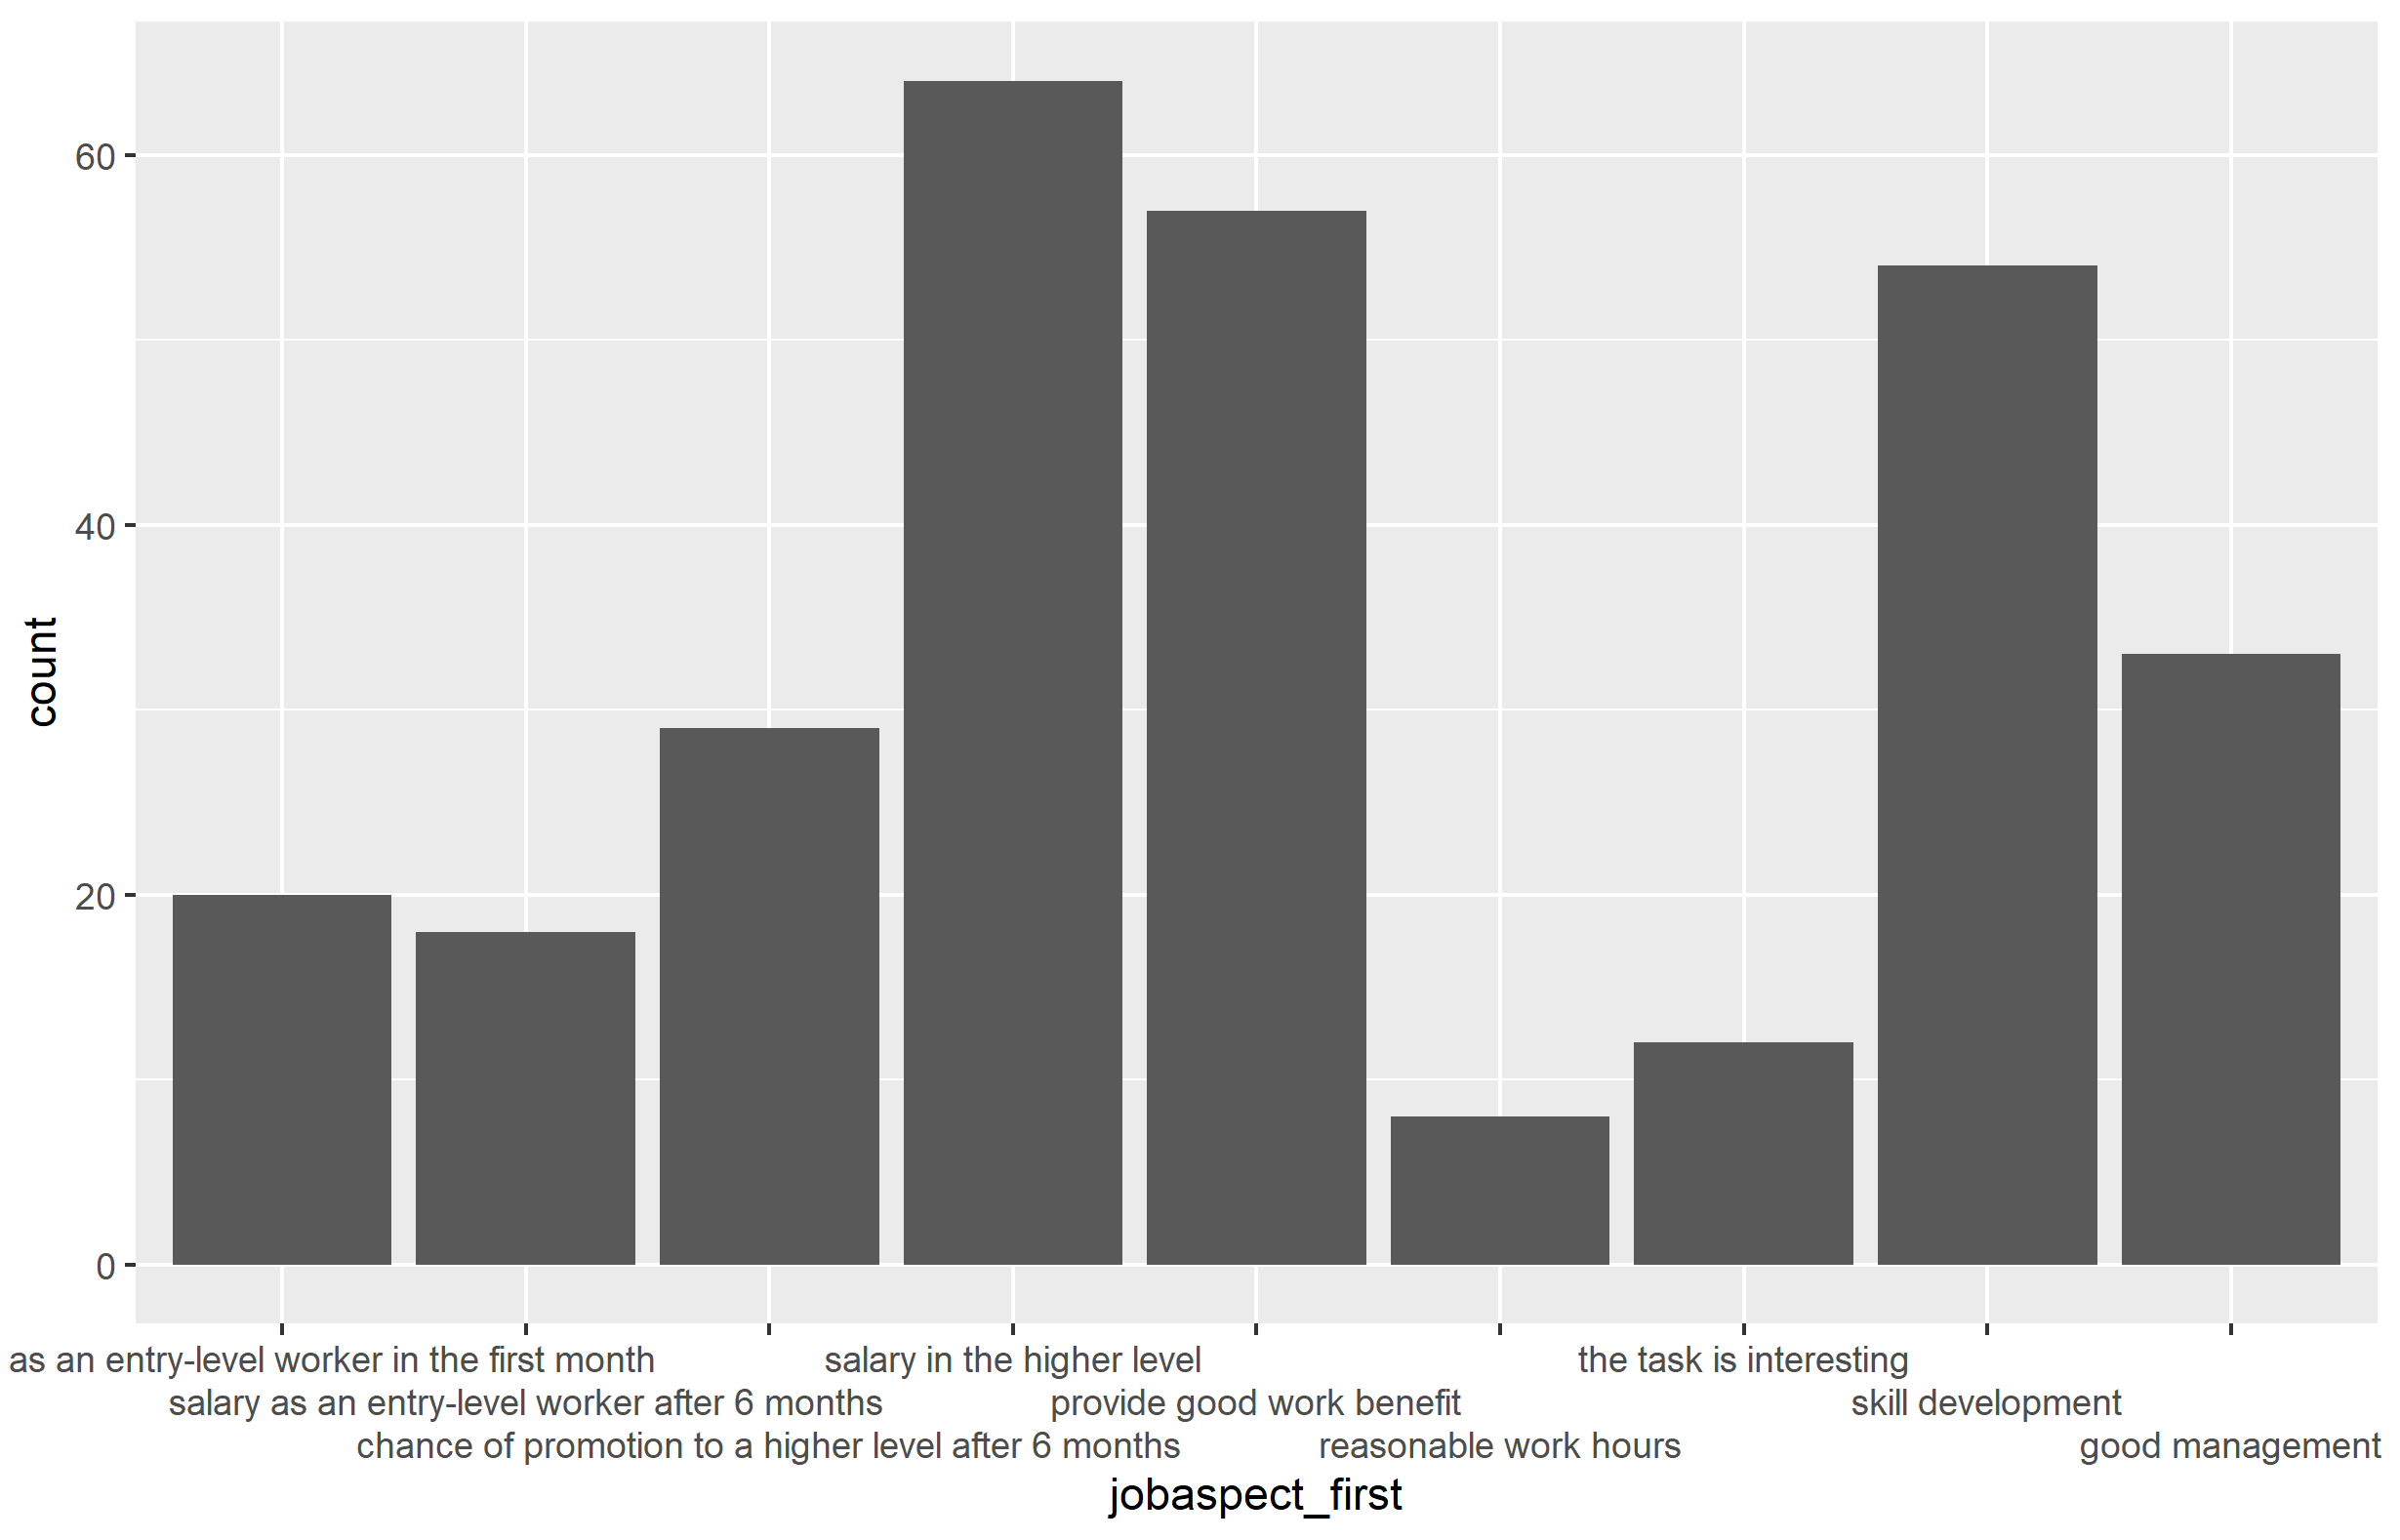 60
40
20
0
count
as an entry-level worker in the first month
salary in the higher level
the task is interesting
salary as an entry-level worker after 6 months
provide good work benefit
skill development
chance of promotion to a higher level after 6 months
reasonable work hours
good management
jobaspect_first